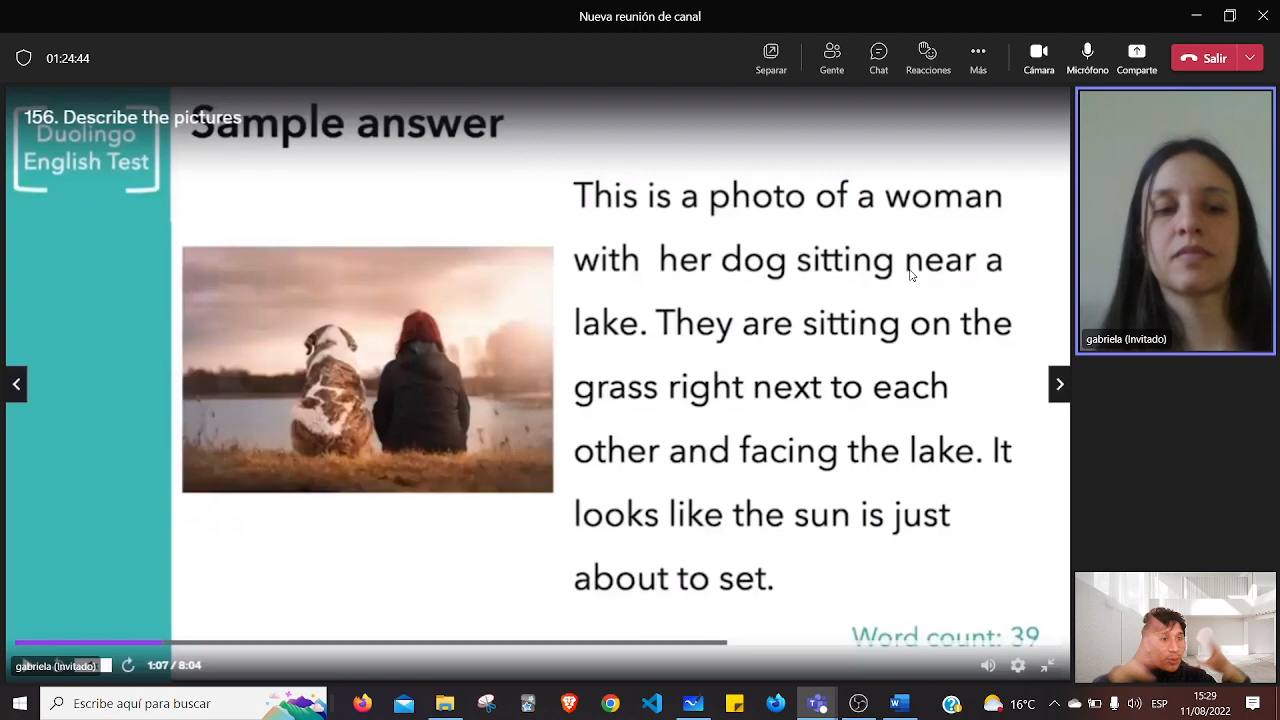 Nueva reunión de canal
01:24:44
Separar
Gente
Chat
Reacciones
Más
Cámara
Micrófono
Comparte
Salir
156. Describe the pictures
Duolingo
English Test
Sample answer
This is a photo of a woman
with her dog sitting near a
lake. They are sitting on the
grass right next to each
other and facing the lake. It
looks like the sun is just
about to set.
Word count: 39
gabriela (Invitado)
gabriela (Invitado)
1:07 / 8:04
Escribe aquí para buscar
16°C
ESP
15:29
11/08/2022